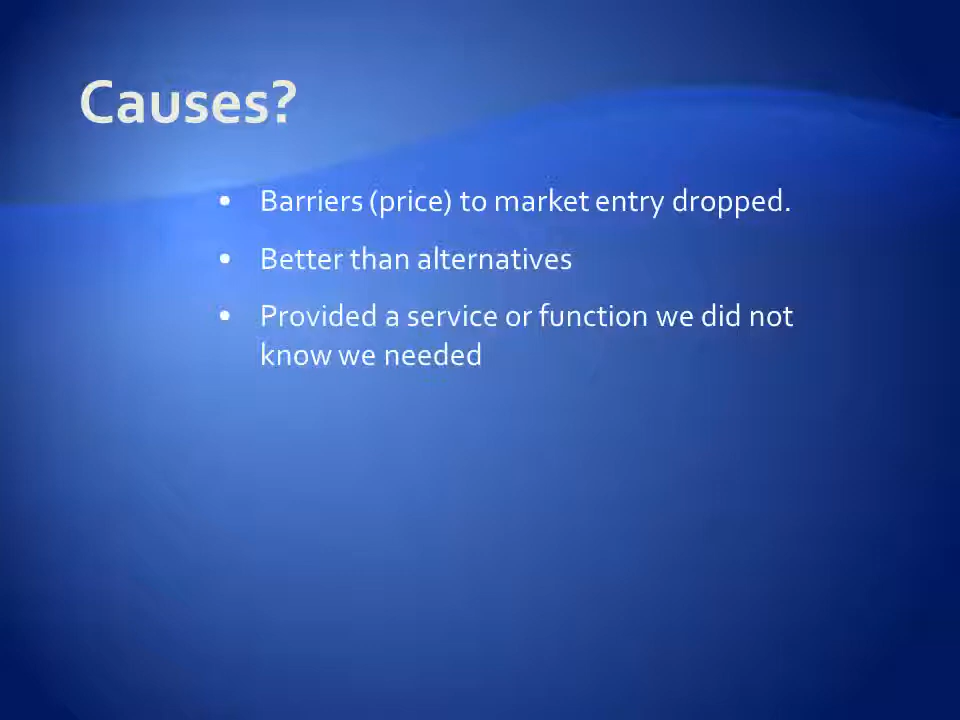 Causes?
• Barriers (price) to market entry dropped.
• Better than alternatives
• Provided a service or function we did not
know we needed